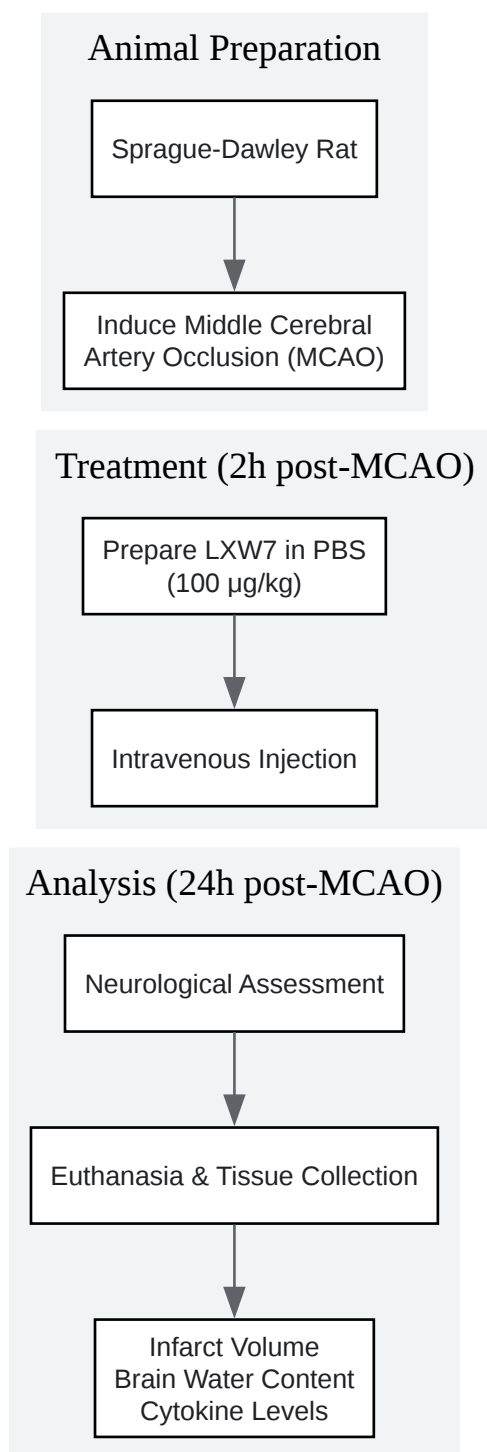 Animal Preparation
Sprague-Dawley Rat
Induce Middle Cerebral
Artery Occlusion (MCAO)
Treatment (2h post-MCAO)
Prepare LXW7 in PBS
(100 μg/kg)
Intravenous Injection
Analysis (24h post-MCAO)
Neurological Assessment
Euthanasia & Tissue Collection
Infarct Volume
Brain Water Content
Cytokine Levels